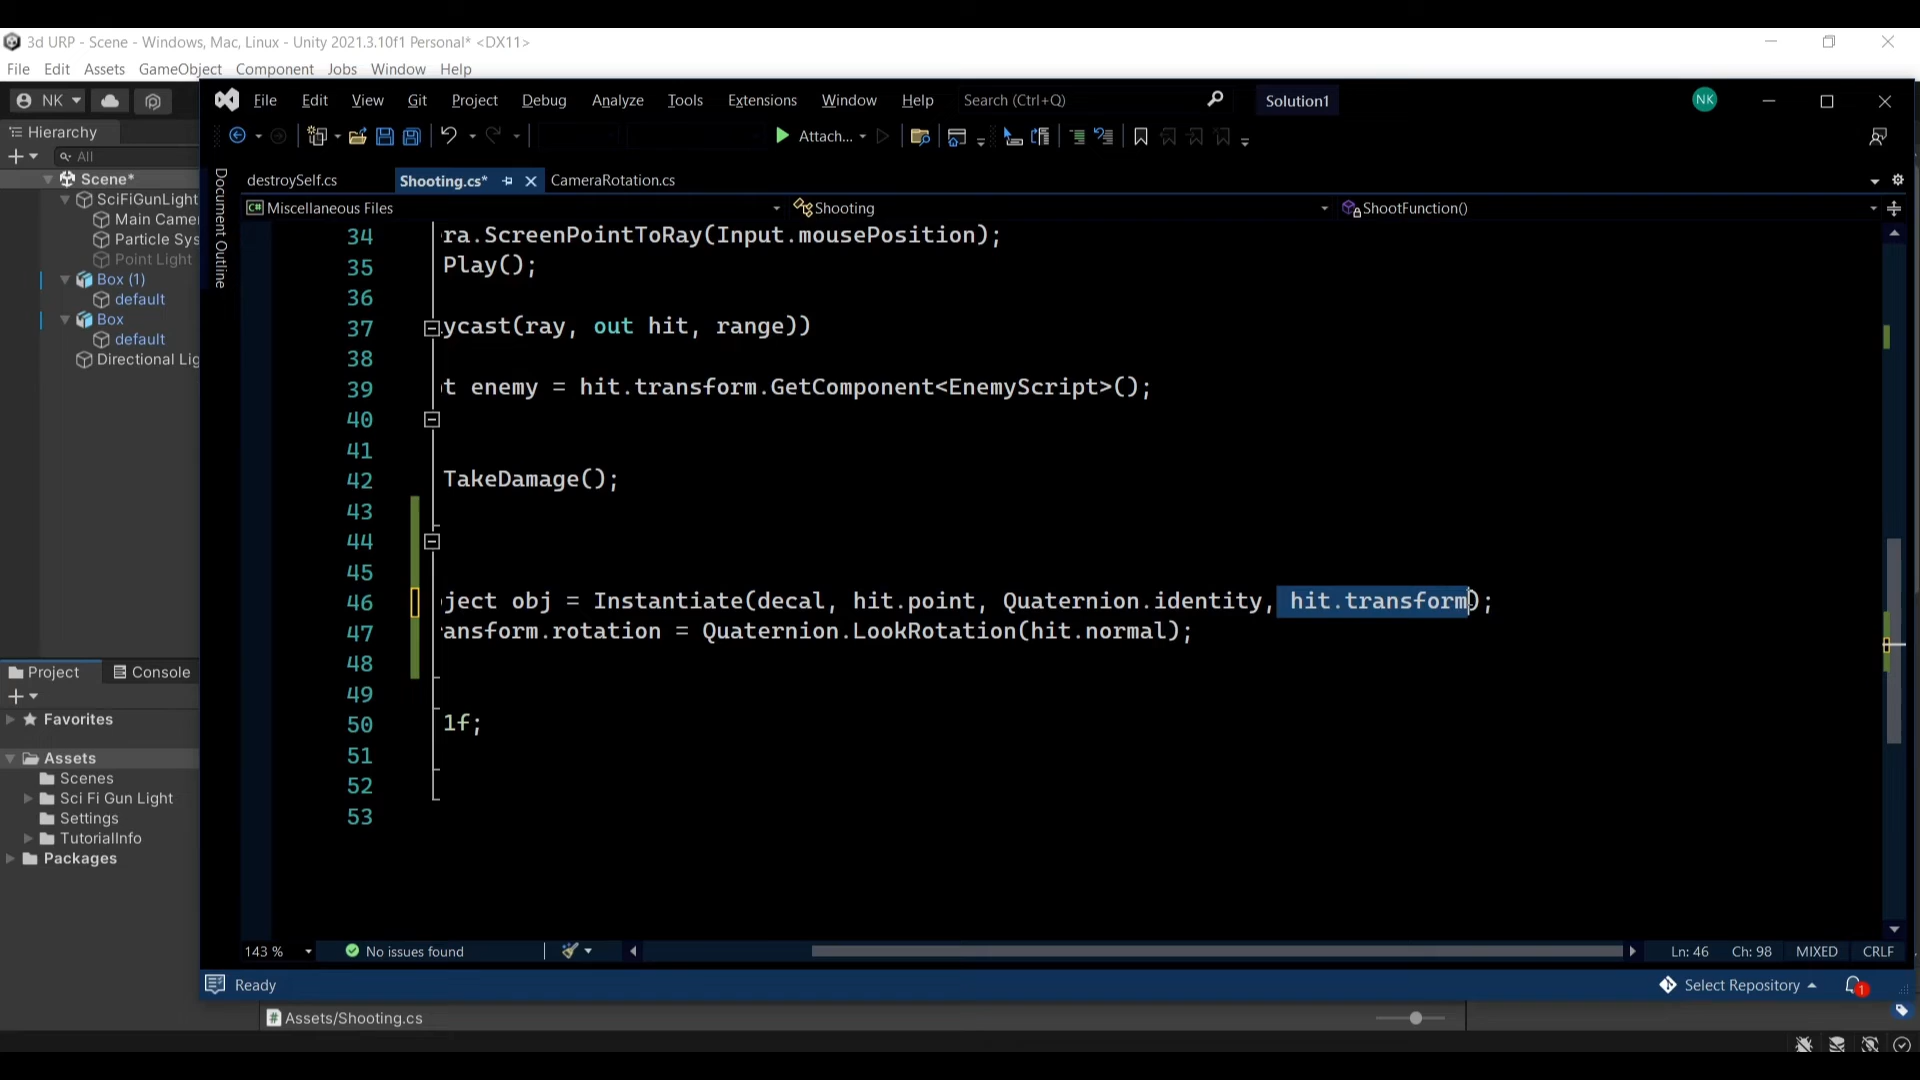 3d URP - Scene - Windows, Mac, Linux - Unity 2021.3.10f1 Personal* <DX11>
File Edit Assets GameObject Component Jobs Window Help
NK
File Edit View Git Project Debug Analyze Tools Extensions Window Help Search (Ctrl+Q) Solution1 NK
Attach...
Hierarchy
All
Scene*
SciFiGunLight
Main Came
Particle Sys
Point Light
Box (1)
default
Box
default
Directional Lig
Document Outline
destroySelf.cs Shooting.cs* CameraRotation.cs
C# Miscellaneous Files Shooting ShootFunction()
34 ra.ScreenPointToRay(Input.mousePosition);
35 Play();
36
37 ycast(ray, out hit, range))
38
39 t enemy = hit.transform.GetComponent<EnemyScript>();
40
41
42 TakeDamage();
43
44
45
46 ject obj = Instantiate(decal, hit.point, Quaternion.identity, hit.transform);
47 ansform.rotation = Quaternion.LookRotation(hit.normal);
48
49
50 1f;
51
52
53
Project Console
Favorites
Assets
Scenes
Sci Fi Gun Light
Settings
TutorialInfo
Packages
143 % No issues found Ln: 46 Ch: 98 MIXED CRLF
Ready Select Repository 1
# Assets/Shooting.cs